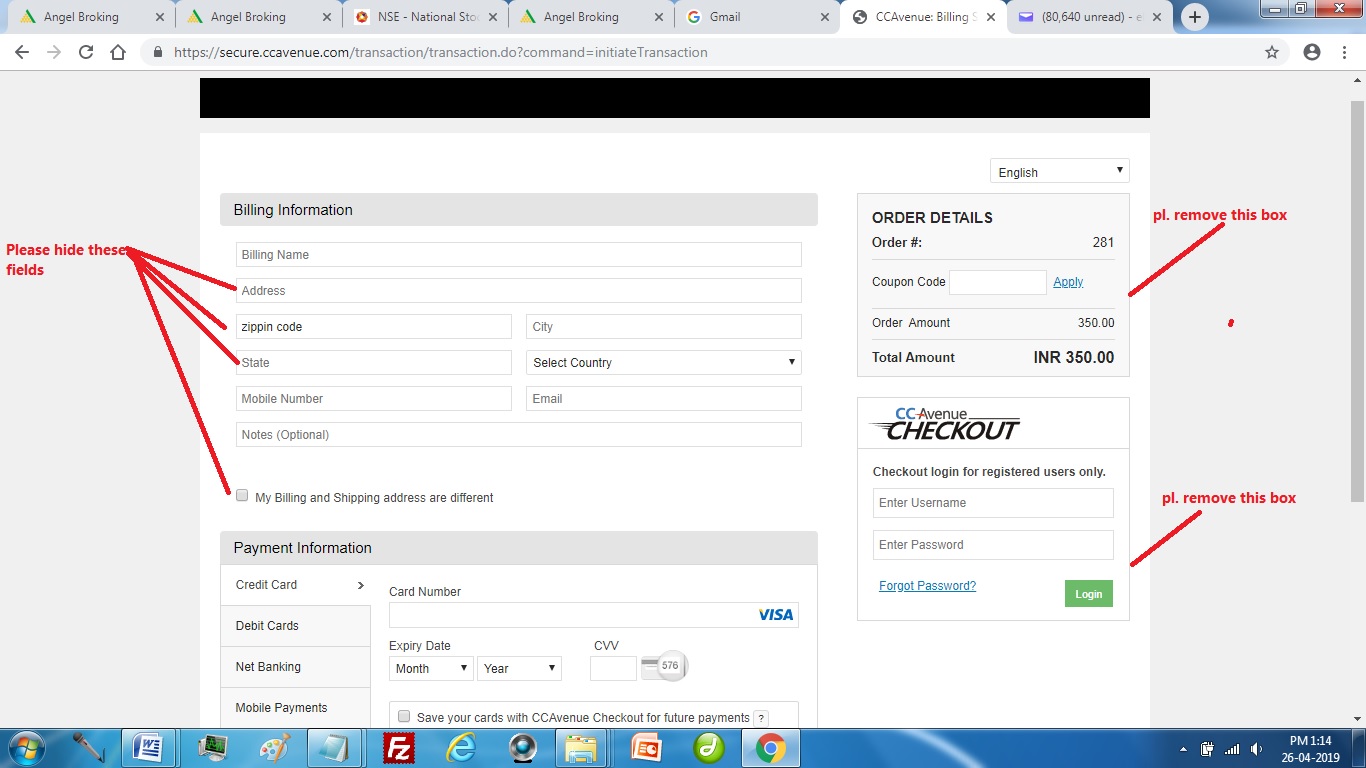 Angel Broking
Angel Broking
NSE - National Sto
Angel Broking
Gmail
CCAvenue: Billing S
(80,640 unread) - e
https://secure.ccavenue.com/transaction/transaction.do?command=initiateTransaction
English
Billing Information
Billing Name
Address
zippin code
City
State
Select Country
Mobile Number
Email
Notes (Optional)
My Billing and Shipping address are different
Please hide these
fields
ORDER DETAILS
Order #: 281
Coupon Code Apply
Order Amount 350.00
Total Amount INR 350.00
pl. remove this box
CCAvenue
CHECKOUT
Checkout login for registered users only.
Enter Username
Enter Password
Forgot Password? Login
pl. remove this box
Payment Information
Credit Card
Debit Cards
Net Banking
Mobile Payments
Card Number
VISA
Expiry Date CVV
Month Year 576
Save your cards with CCAvenue Checkout for future payments ?
PM 1:14
26-04-2019